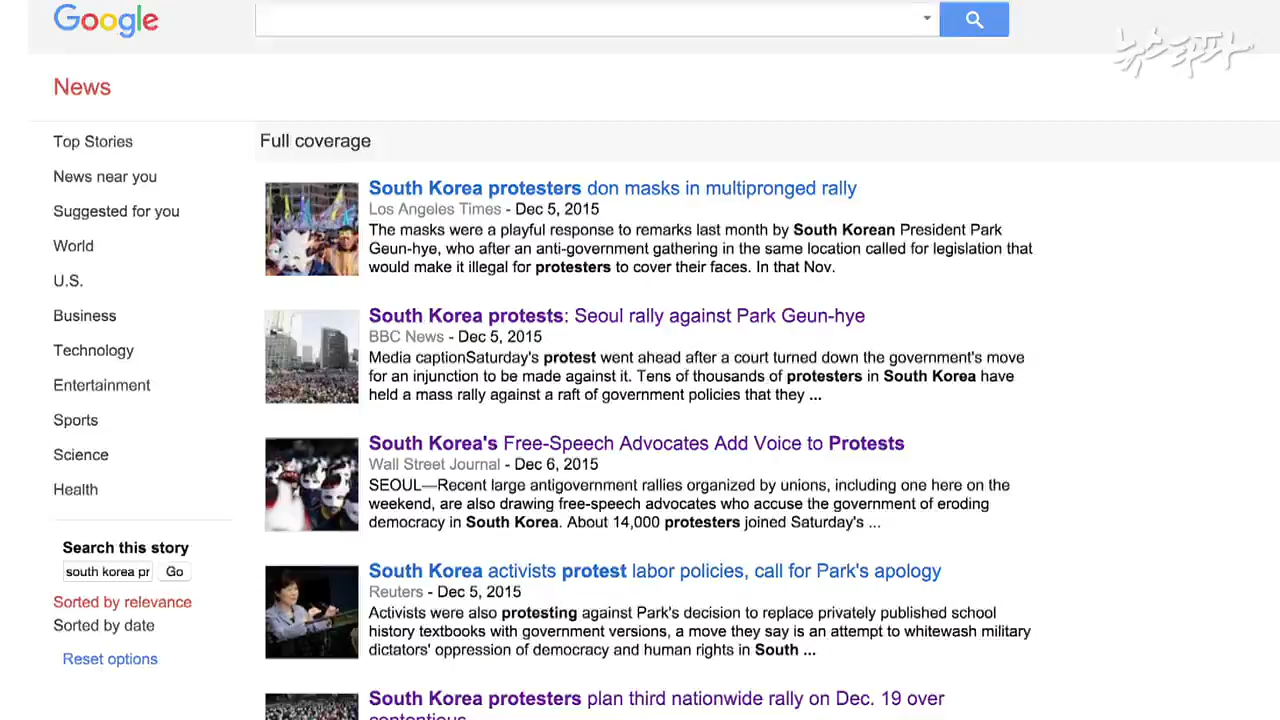 Google
뉴스타파
News
Top Stories
News near you
Suggested for you
World
U.S.
Business
Technology
Entertainment
Sports
Science
Health
Search this story
south korea pr
Go
Sorted by relevance
Sorted by date
Reset options
Full coverage
South Korea protesters don masks in multipronged rally
Los Angeles Times - Dec 5, 2015
The masks were a playful response to remarks last month by South Korean President Park
Geun-hye, who after an anti-government gathering in the same location called for legislation that
would make it illegal for protesters to cover their faces. In that Nov.
South Korea protests: Seoul rally against Park Geun-hye
BBC News - Dec 5, 2015
Media captionSaturday's protest went ahead after a court turned down the government's move
for an injunction to be made against it. Tens of thousands of protesters in South Korea have
held a mass rally against a raft of government policies that they ...
South Korea's Free-Speech Advocates Add Voice to Protests
Wall Street Journal - Dec 6, 2015
SEOUL—Recent large antigovernment rallies organized by unions, including one here on the
weekend, are also drawing free-speech advocates who accuse the government of eroding
democracy in South Korea. About 14,000 protesters joined Saturday's ...
South Korea activists protest labor policies, call for Park's apology
Reuters - Dec 5, 2015
Activists were also protesting against Park's decision to replace privately published school
history textbooks with government versions, a move they say is an attempt to whitewash military
dictators' oppression of democracy and human rights in South ...
South Korea protesters plan third nationwide rally on Dec. 19 over
contentious